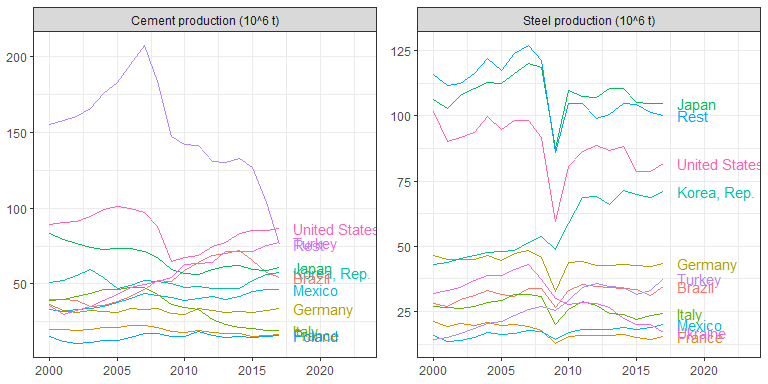 Cement production (10^6 t)
200
150
100
50
United States
Turkey
Rest
Japan
Korea, Rep.
Brazil
Mexico
Germany
Italy
Poland
2000
2005
2010
2015
2020
Steel production (10^6 t)
125
100
75
50
25
Japan
Rest
United States
Korea, Rep.
Germany
Turkey
Brazil
Italy
Mexico
Ukraine
France
2000
2005
2010
2015
2020